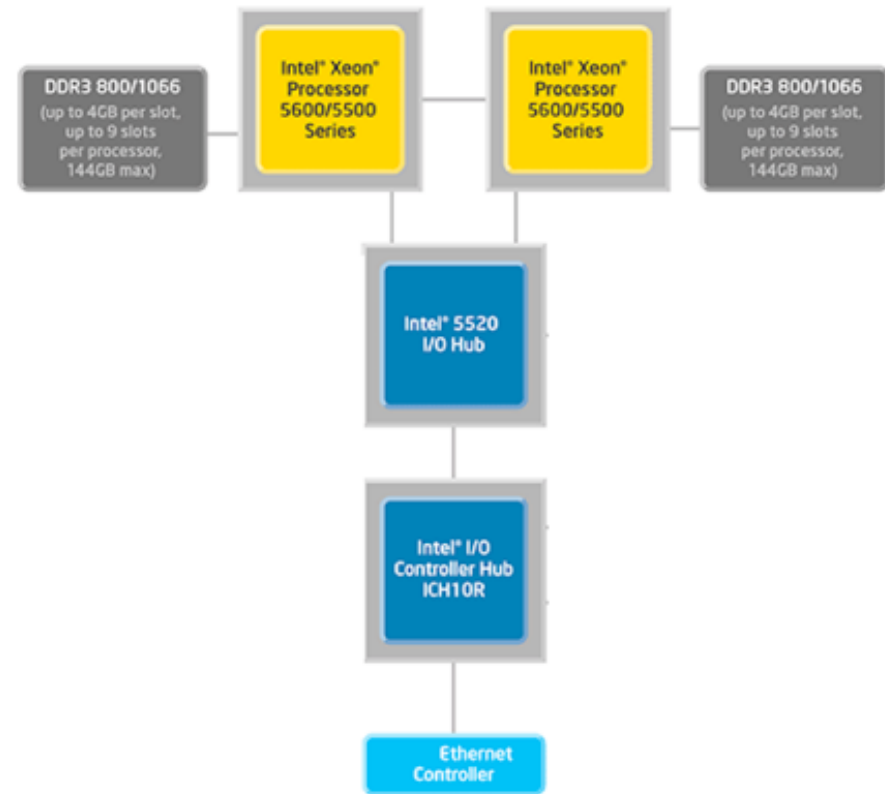 DDR3 800/1066
(up to 4GB per slot,
up to 9 slots
per processor,
144GB max)
Intel® Xeon®
Processor
5600/5500
Series
Intel® Xeon®
Processor
5600/5500
Series
DDR3 800/1066
(up to 4GB per slot,
up to 9 slots
per processor,
144GB max)
Intel® 5520
I/O Hub
Intel® I/O
Controller Hub
ICH10R
Ethernet
Controller